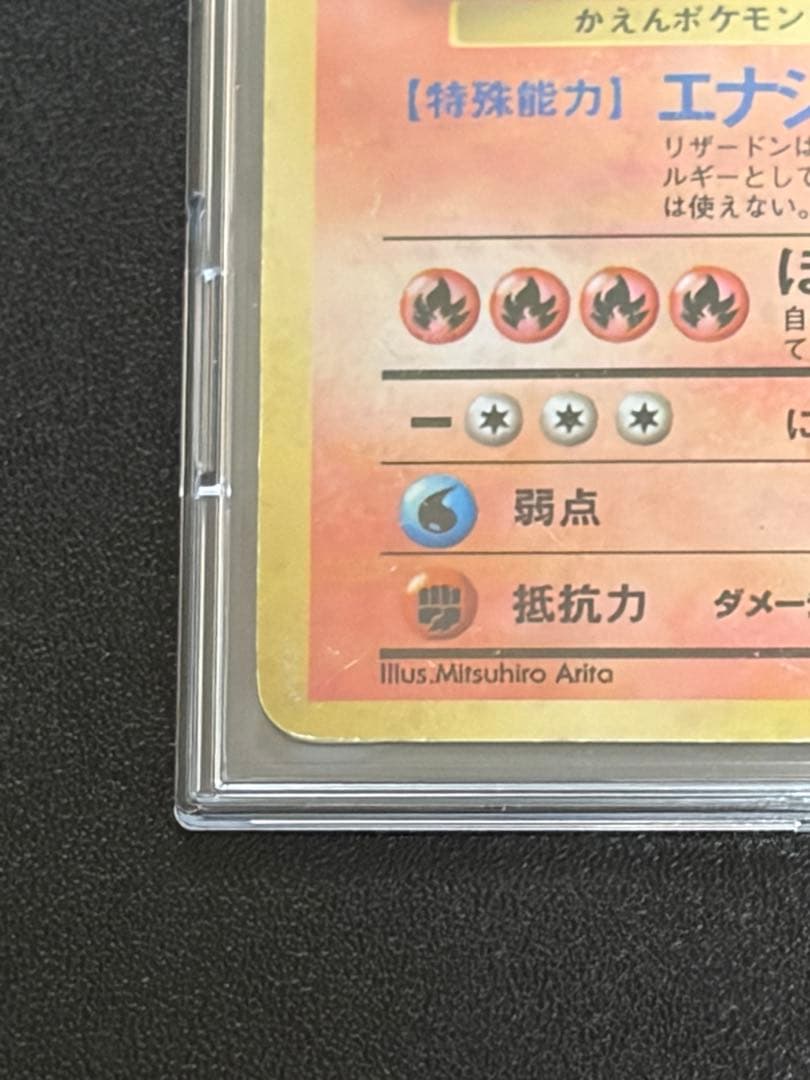 かえんポケモン
【特殊能力】 エナジ
リザードンは
ルギーとして
は使えない。
ほ
自
て
に
弱点
抵抗力 ダメー
Illus.Mitsuhiro Arita